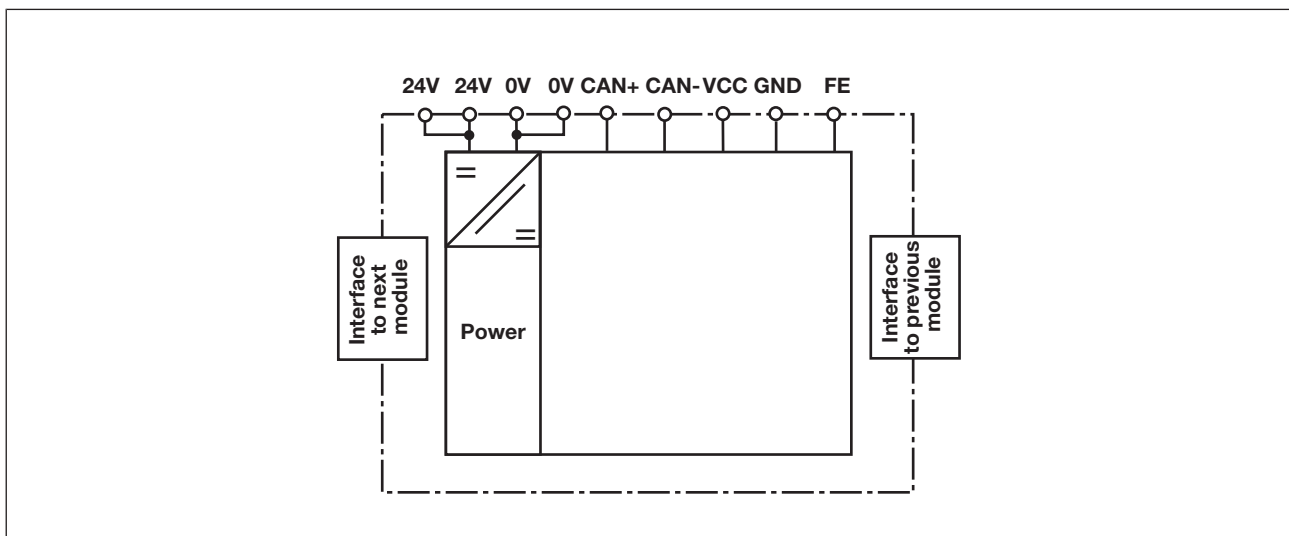 24V 24V 0V 0V CAN+ CAN- VCC GND FE
Interface
to next
module
Power
Interface
to previous
module